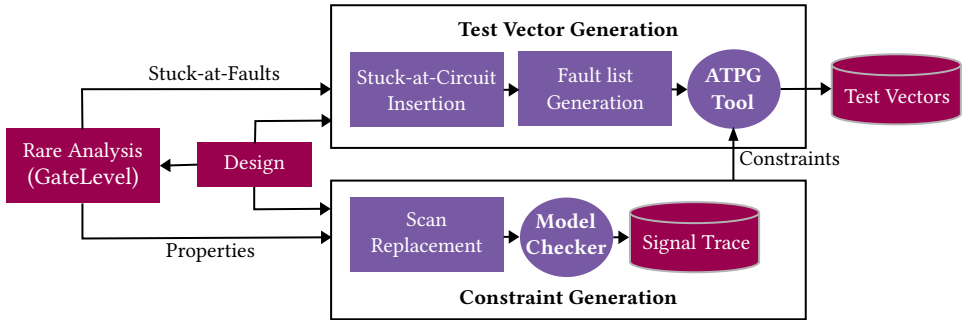 Test Vector Generation
Stuck-at-Faults
Stuck-at-Circuit
Insertion
Fault list
Generation
ATPG
Tool
Test Vectors
Rare Analysis
(GateLevel)
Design
Constraints
Properties
Scan
Replacement
Model
Checker
Signal Trace
Constraint Generation